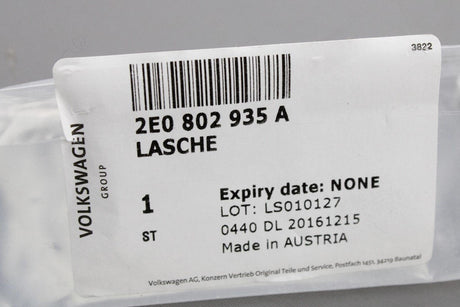 3822
2E0 802 935 A
LASCHE
VOLKSWAGEN
GROUP
1
ST
Expiry date: NONE
LOT: LS010127
0440 DL 20161215
Made in AUSTRIA
Volkswagen AG, Konzern Vertrieb Original Teile und Service, Postfach 1451, 34219 Baunatal